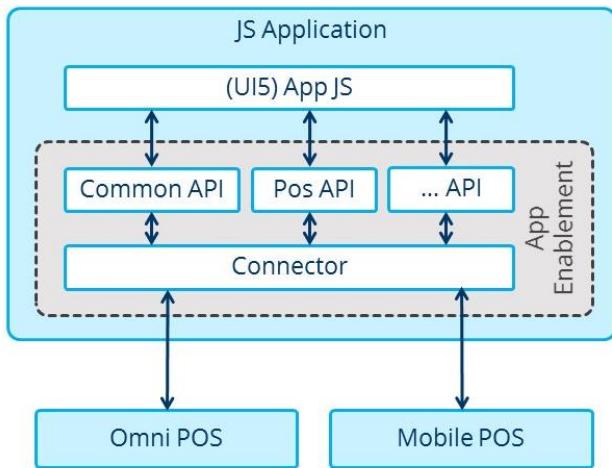 JS Application
(UI5) App JS
Common API
Pos API
... API
App
Enablement
Connector
Omni POS
Mobile POS